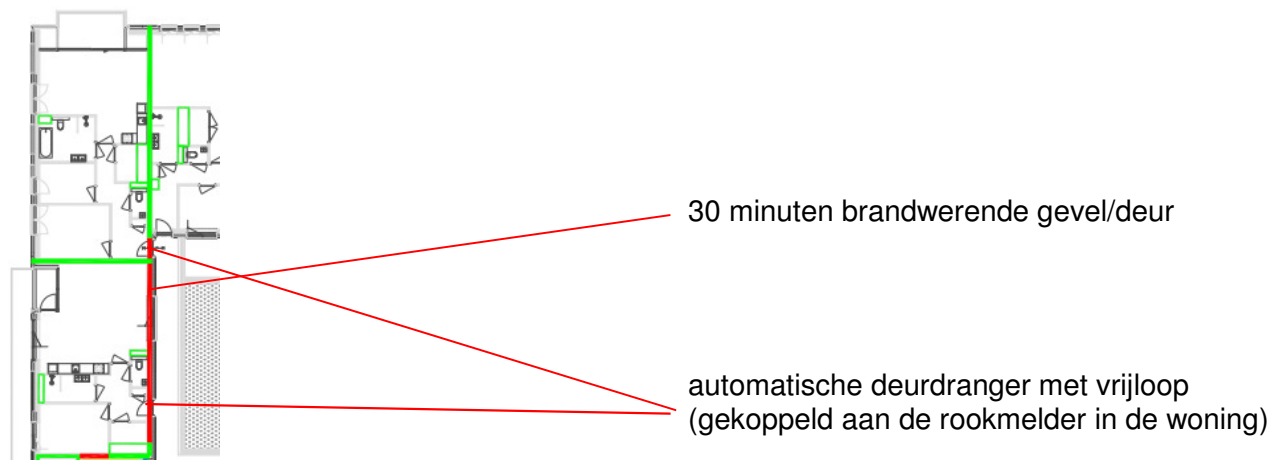 30 minuten brandwerende gevel/deur
automatische deurdranger met vrijloop
(gekoppeld aan de rookmelder in de woning)